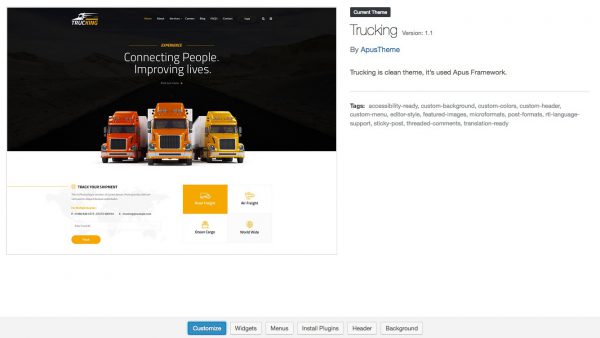 TRUCKING
Home About Services Careers Blog FAQ's Contact
EXPERIENCE
Connecting People.
Improving lives.
TRACK YOUR SHIPMENT
Road Freight
Air Freight
Ocean Cargo
World Wide
Current Theme
Trucking Version: 1.1
By ApusTheme
Trucking is clean theme, it's used Apus Framework.
Tags: accessibility-ready, custom-background, custom-colors, custom-header,
custom-menu, editor-style, featured-images, microformats, post-formats, rtl-language-
support, sticky-post, threaded-comments, translation-ready
Customize Widgets Menus Install Plugins Header Background